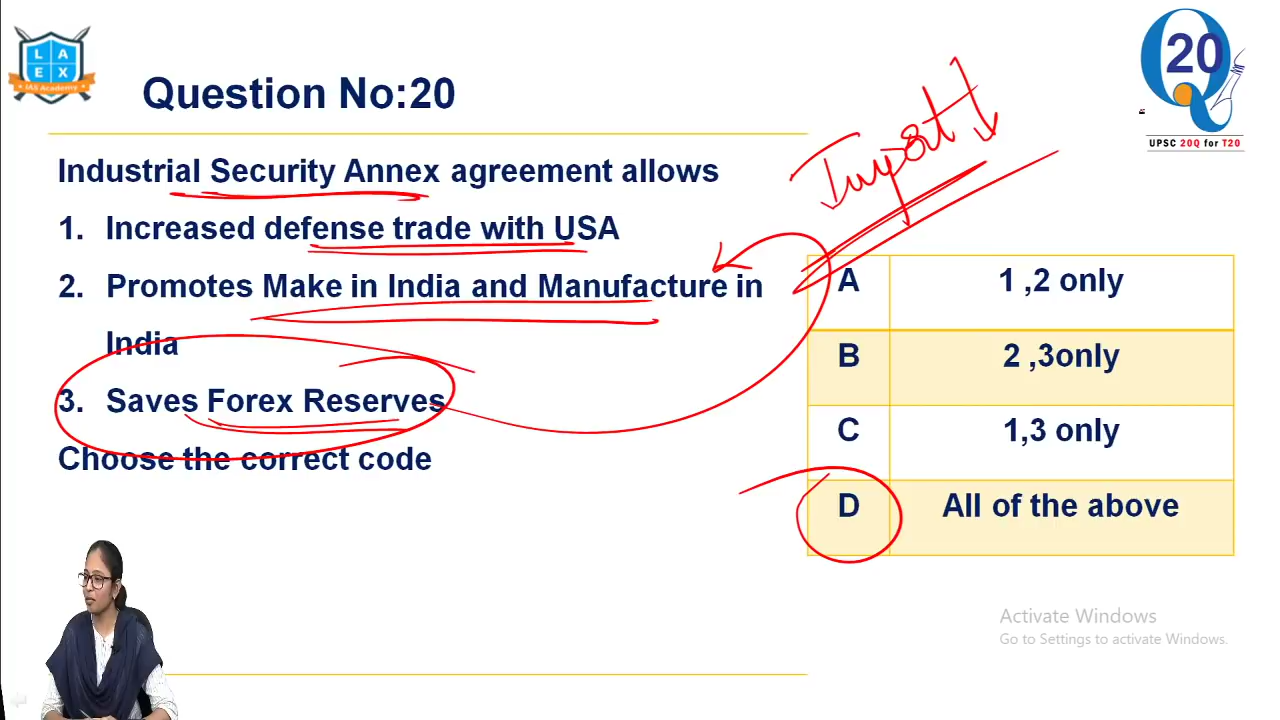 L A
E X
IAS Academy
Question No:20
Q
20
UPSC 20Q for T20
Import ↓
Industrial Security Annex agreement allows
1. Increased defense trade with USA
2. Promotes Make in India and Manufacture in
India
3. Saves Forex Reserves
Choose the correct code
A 1 ,2 only
B 2 ,3only
C 1,3 only
D All of the above
Activate Windows
Go to Settings to activate Windows.